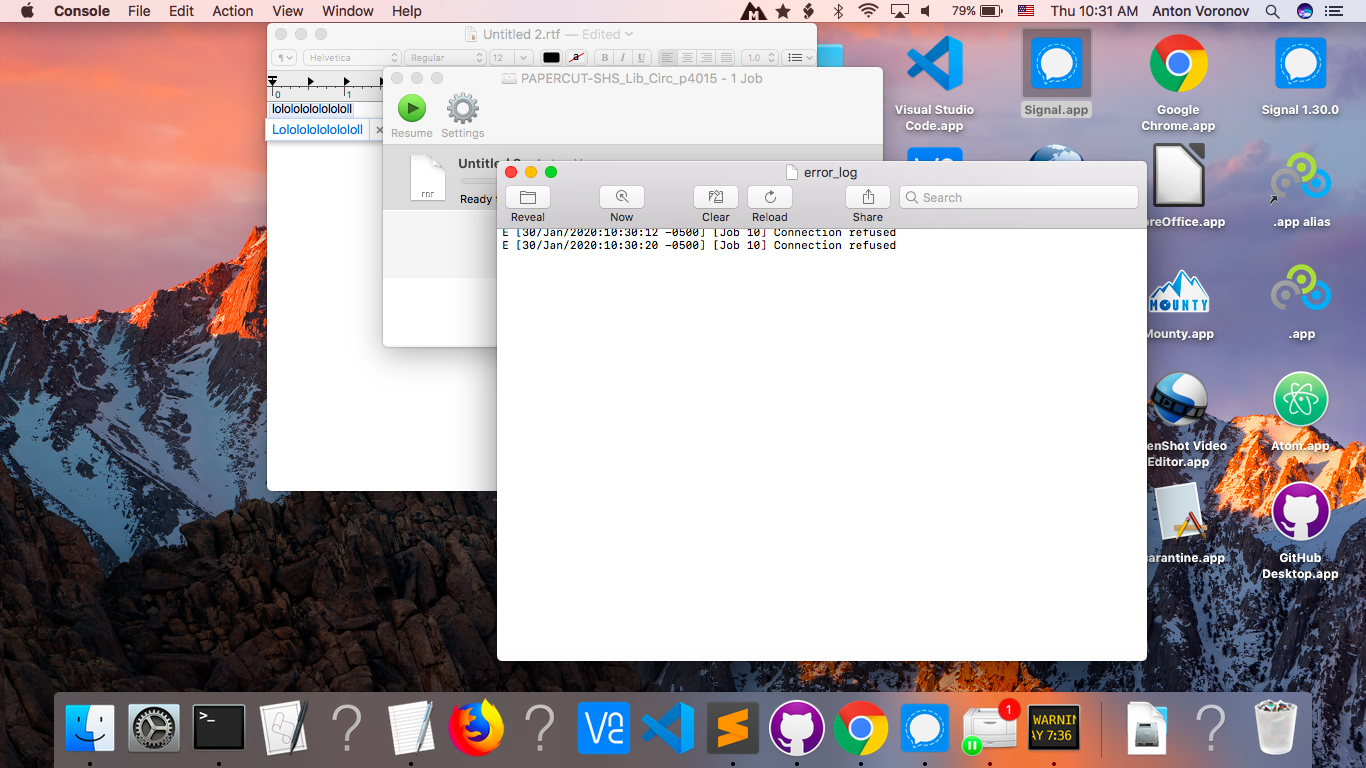 Console File Edit Action View Window Help 79% Thu 10:31 AM Anton Voronov
Untitled 2.rtf — Edited
Helvetica Regular 12 B I U 1.0
0 1
lolololololololl
Lolololololololl ×
PAPERCUT-SHS_Lib_Circ_p4015 - 1 Job
Resume Settings
Ready
error_log
Reveal Now Clear Reload Share Search
E [30/Jan/2020:10:30:12 -0500] [Job 10] Connection refused
E [30/Jan/2020:10:30:20 -0500] [Job 10] Connection refused
Visual Studio
Code.app
Signal.app
Google
Chrome.app
Signal 1.30.0
reOffice.app
.app alias
Mounty.app
MOUNTY
.app
enShot Video
Editor.app
Atom.app
arantine.app
GitHub
Desktop.app
>_
1
WARNIN
AY 7:36